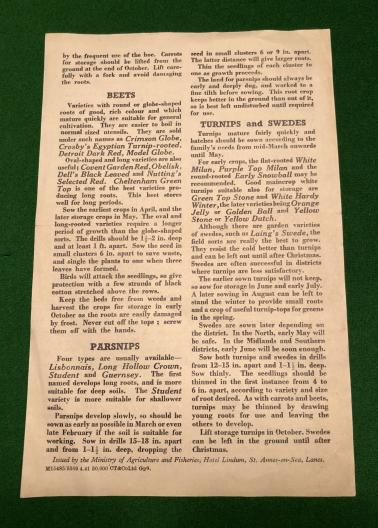 by the frequent use of the hoe. Carrots
for storage should be lifted from the
ground at the end of October. Lift care-
fully with a fork and avoid damaging
the roots.
BEETS
Varieties with round or globe-shaped
roots of good, rich colour and which
mature quickly are suitable for general
cultivation. They are easier to boil in
normal sized utensils. They are sold
under such names as Crimson Globe,
Crosby's Egyptian Turnip-rooted,
Detroit Dark Red, Model Globe.
Oval-shaped and long varieties are also
useful; Covent Garden Red, Obelisk,
Dell's Black Leaved and Nutting's
Selected Red. Cheltenham Green
Top is one of the best varieties pro-
ducing long roots. This beet stores
well for long periods.
Sow the earliest crops in April, and the
later storage crops in May. The oval and
long-rooted varieties require a longer
period of growth than the globe-shaped
sorts. The drills should be 1½-2 in. deep
and at least 1 ft. apart. Sow the seed in
small clusters 6 in. apart to save waste,
and single the plants to one when three
leaves have formed.
Birds will attack the seedlings, so give
protection with a few strands of black
cotton stretched above the rows.
Keep the beds free from weeds and
harvest the crops for storage in early
October as the roots are easily damaged
by frost. Never cut off the tops; screw
them off with the hands.
PARSNIPS
Four types are usually available—
Lisbonnais, Long Hollow Crown,
Student and Guernsey. The first
named develops long roots, and is more
suitable for deep soils. The Student
variety is more suitable for shallower
soils.
Parsnips develop slowly, so should be
sown as early as possible in March or even
late February if the soil is suitable for
working. Sow in drills 15-18 in. apart
and from 1—1½ in. deep, dropping the
seed in small clusters 6 or 9 in. apart.
The latter distance will give larger roots.
Thin the seedlings of each cluster to
one as growth proceeds.
The bed for parsnips should always be
early and deeply dug, and worked to a
fine tilth before sowing. This root crop
keeps better in the ground than out of it,
so is best left undisturbed until required
for use.
TURNIPS and SWEDES
Turnips mature fairly quickly and
batches should be sown according to the
family's needs from mid-March onwards
until May.
For early crops, the flat-rooted White
Milan, Purple Top Milan and the
round-rooted Early Snowball may be
recommended. Good maincrop white
turnips suitable also for storage are
Green Top Stone and White Hardy
Winter, the later varieties being Orange
Jelly or Golden Ball and Yellow
Stone or Yellow Dutch.
Although there are garden varieties
of swedes, such as Laing's Swede, the
field sorts are really the best to grow.
They resist the cold better than turnips
and can be left out until after Christmas.
Swedes are often successful in districts
where turnips are less satisfactory.
The earlier sown turnips will not keep,
so sow for storage in June and early July.
A later sowing in August can be left to
stand the winter to provide small roots
and a crop of useful turnip-tops for greens
in the spring.
Swedes are sown later depending on
the district. In the North, early May will
be safe. In the Midlands and Southern
districts, early June will be soon enough.
Sow both turnips and swedes in drills
from 12—15 in. apart and 1—1½ in. deep.
Sow thinly. The seedlings should be
thinned in the first instance from 4 to
6 in. apart, according to variety and size
of root desired. As with carrots and beets,
turnips may be thinned by drawing
young roots for use and leaving the
others to develop.
Lift storage turnips in October. Swedes
can be left in the ground until after
Christmas.
Issued by the Ministry of Agriculture and Fisheries, Hotel Lindum, St. Annes-on-Sea, Lancs.